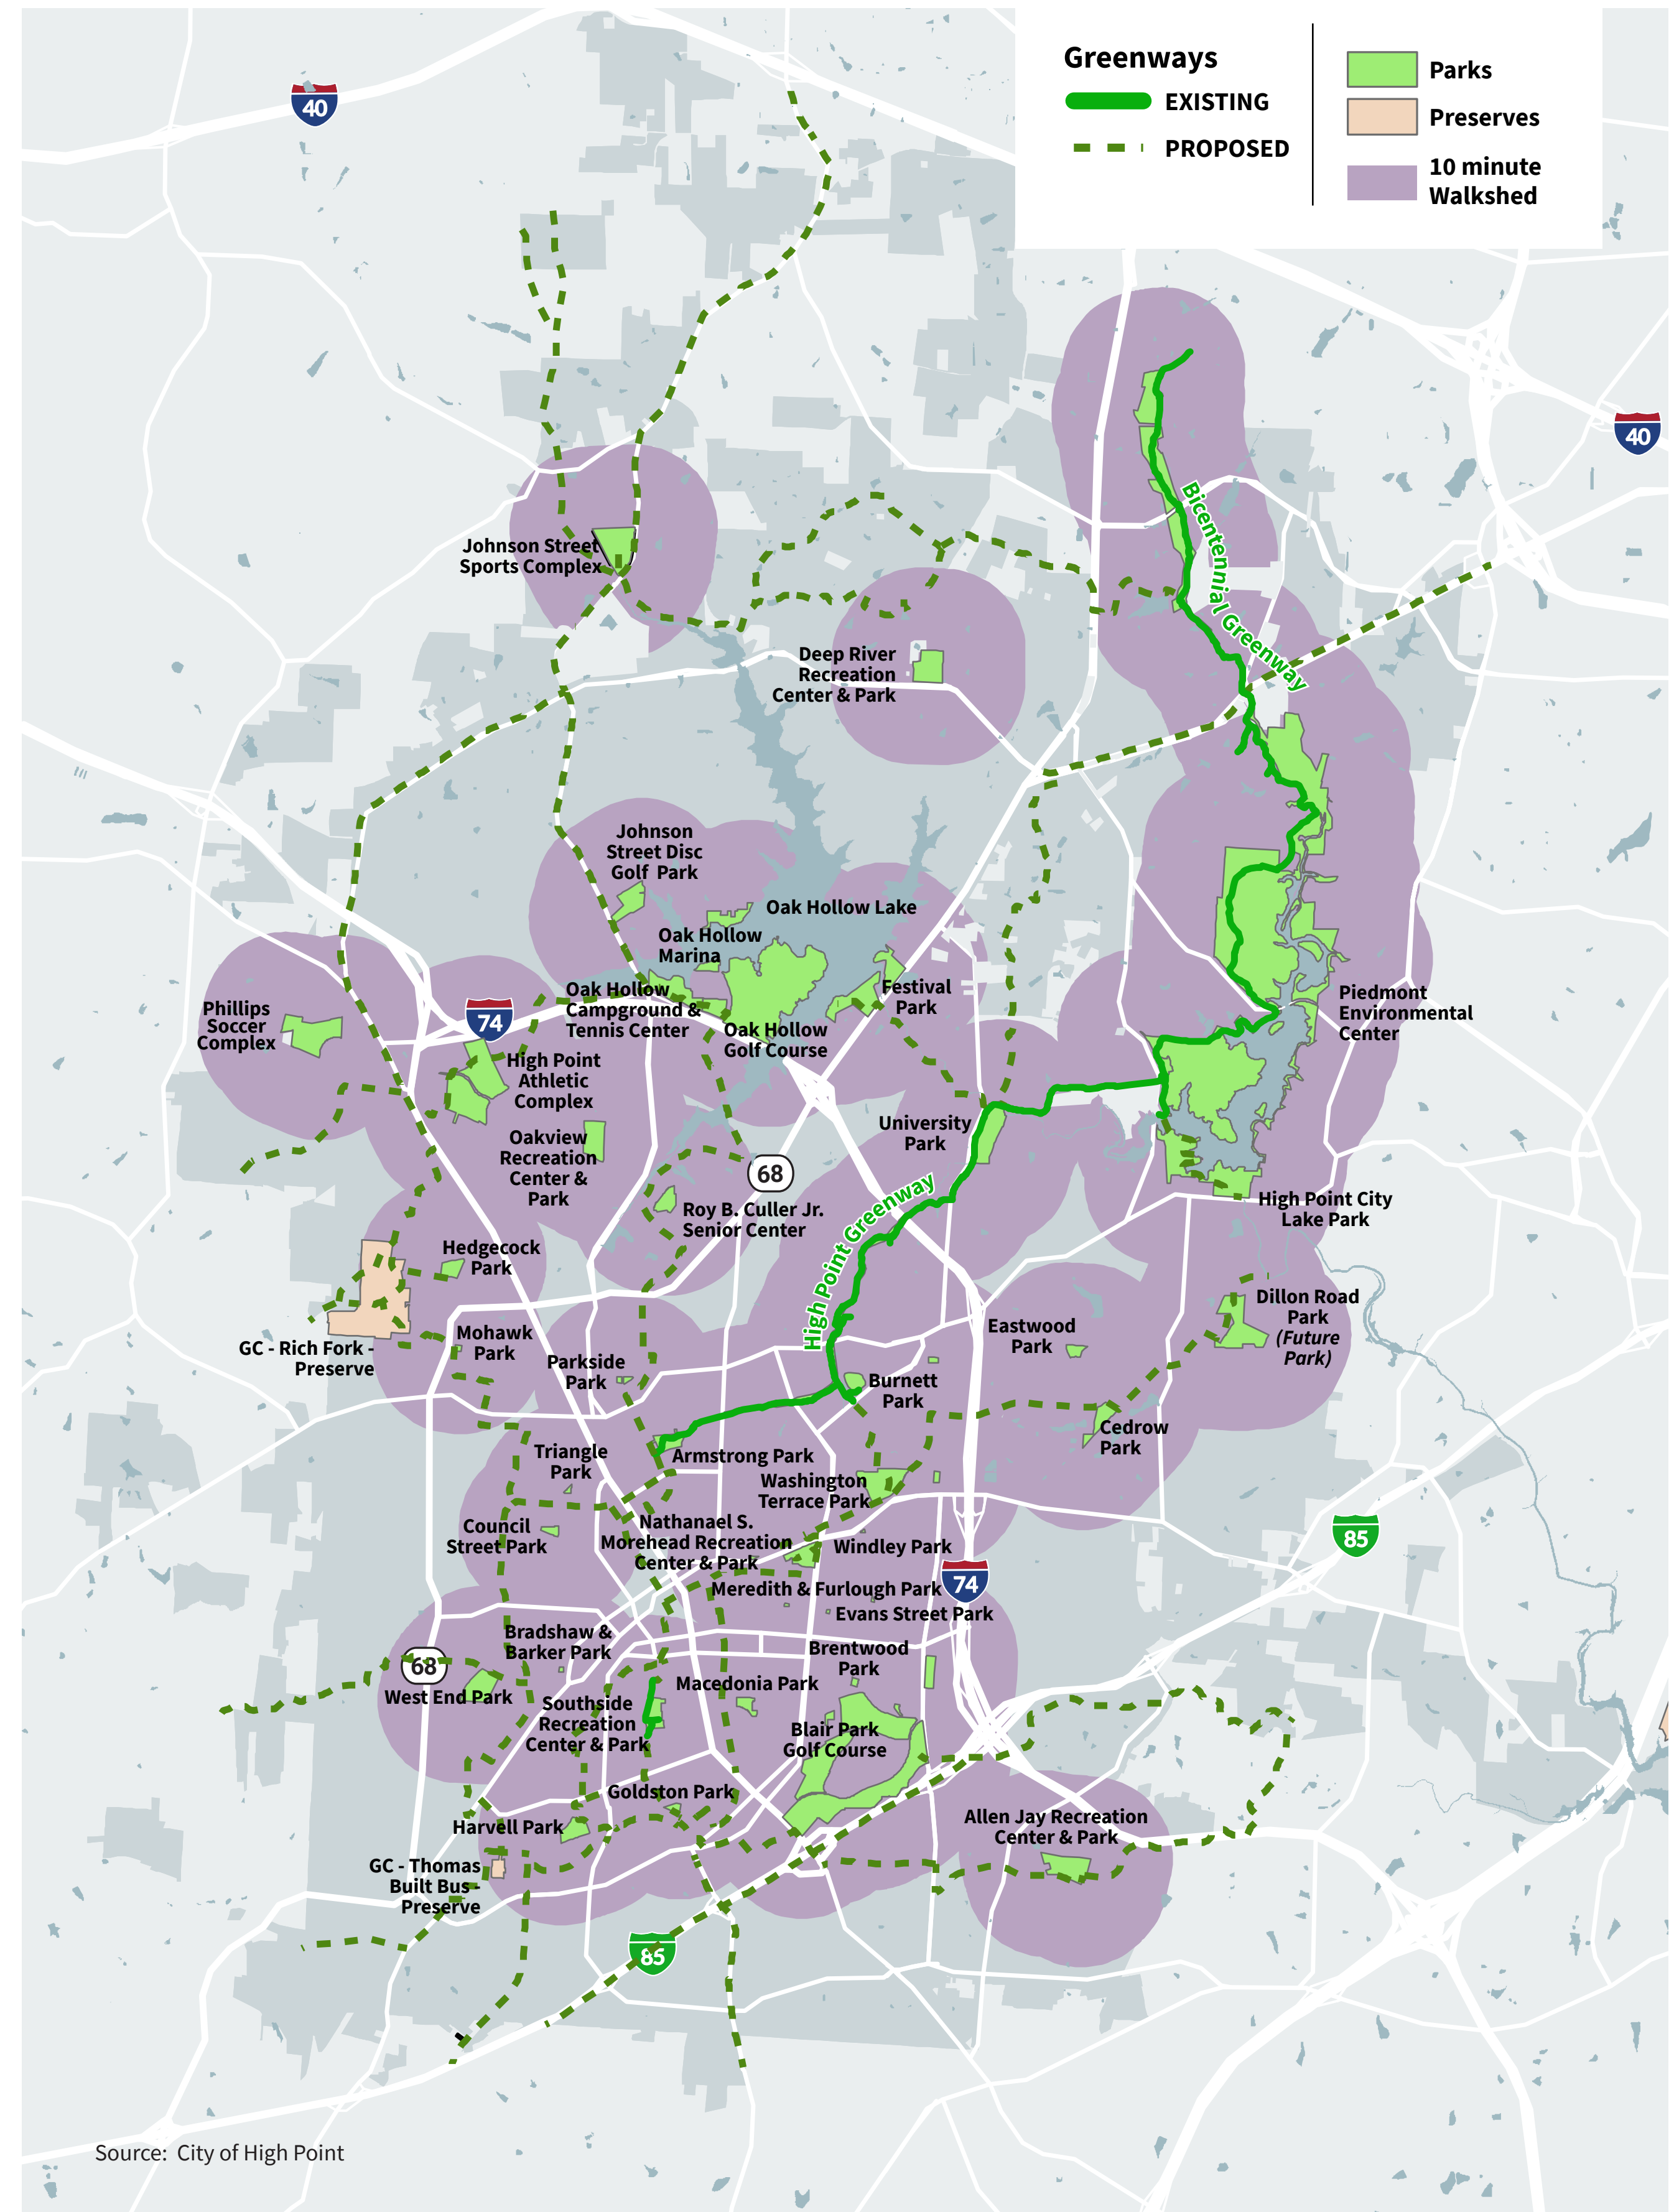 Greenways
EXISTING
PROPOSED
Parks
Preserves
10 minute
Walkshed
40
40
Bicentennial Greenway
Johnson Street
Sports Complex
Deep River
Recreation
Center & Park
Johnson
Street Disc
Golf Park
Oak Hollow Lake
Oak Hollow
Marina
Oak Hollow
Campground &
Tennis Center
Festival
Park
Oak Hollow
Golf Course
Phillips
Soccer
Complex
74
High Point
Athletic
Complex
Piedmont
Environmental
Center
University
Park
Oakview
Recreation
Center &
Park
68
Roy B. Culler Jr.
Senior Center
High Point Greenway
High Point City
Lake Park
Hedgecock
Park
GC - Rich Fork -
Preserve
Mohawk
Park
Parkside
Park
Eastwood
Park
Dillon Road
Park
(Future
Park)
Burnett
Park
Cedrow
Park
Triangle
Park
Armstrong Park
Washington
Terrace Park
Council
Street Park
Nathanael S.
Morehead Recreation
Center & Park
Windley Park
85
74
Meredith & Furlough Park
Evans Street Park
Bradshaw &
Barker Park
Brentwood
Park
68
West End Park
Macedonia Park
Southside
Recreation
Center & Park
Blair Park
Golf Course
Goldston Park
Harvell Park
Allen Jay Recreation
Center & Park
GC - Thomas
Built Bus -
Preserve
85
Source: City of High Point